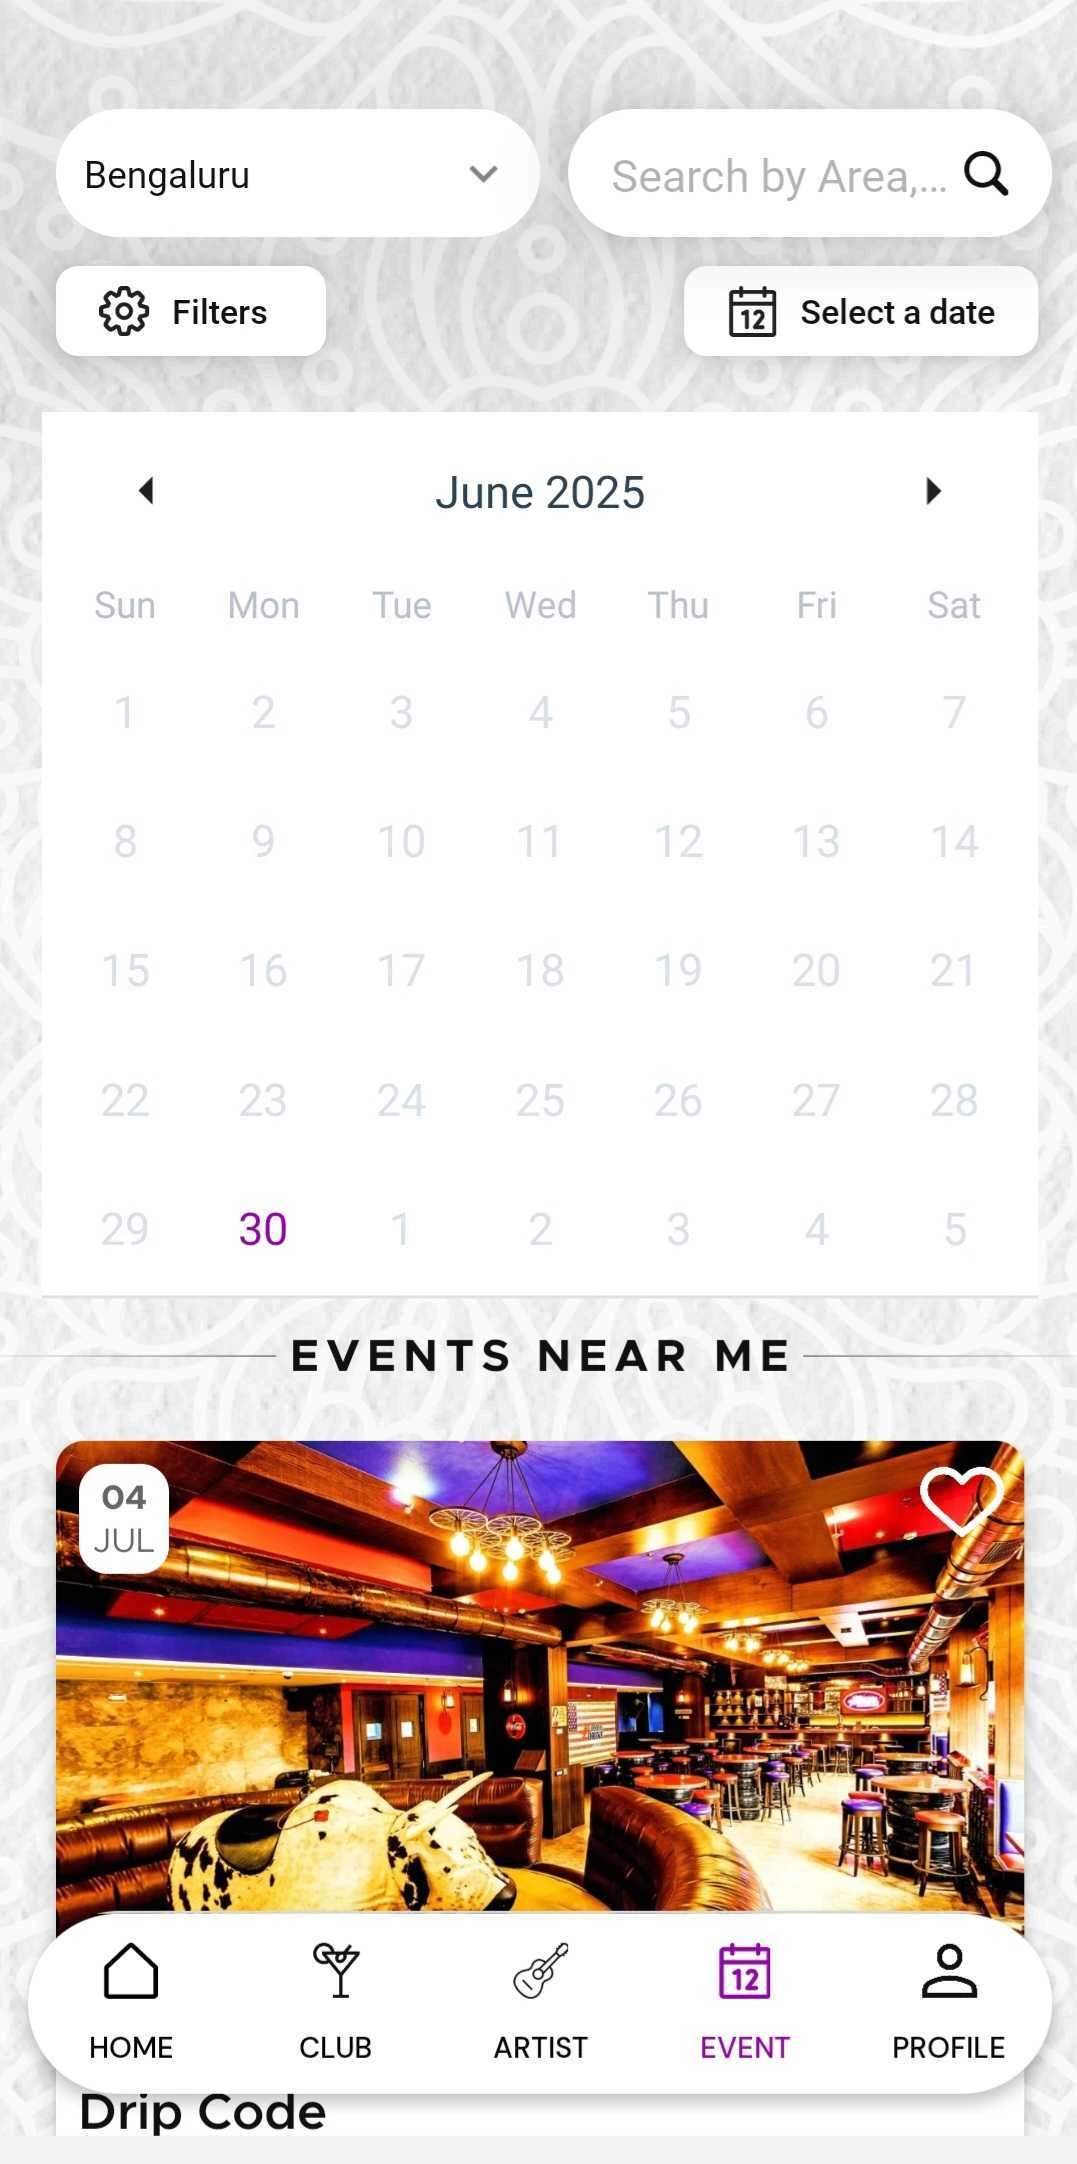 Bengaluru
Search by Area,...
Filters
12
Select a date
June 2025
Sun Mon Tue Wed Thu Fri Sat
1 2 3 4 5 6 7
8 9 10 11 12 13 14
15 16 17 18 19 20 21
22 23 24 25 26 27 28
29 30 1 2 3 4 5
EVENTS NEAR ME
04
JUL
12
HOME CLUB ARTIST EVENT PROFILE
Drip Code